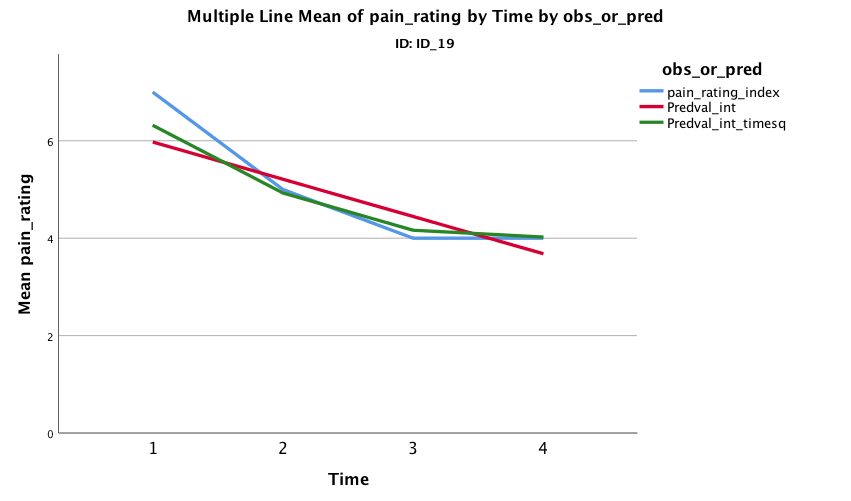 Multiple Line Mean of pain_rating by Time by obs_or_pred
ID: ID_19
obs_or_pred
pain_rating_index
Predval_int
Predval_int_timesq
Mean pain_rating
6
4
2
0
1 2 3 4
Time